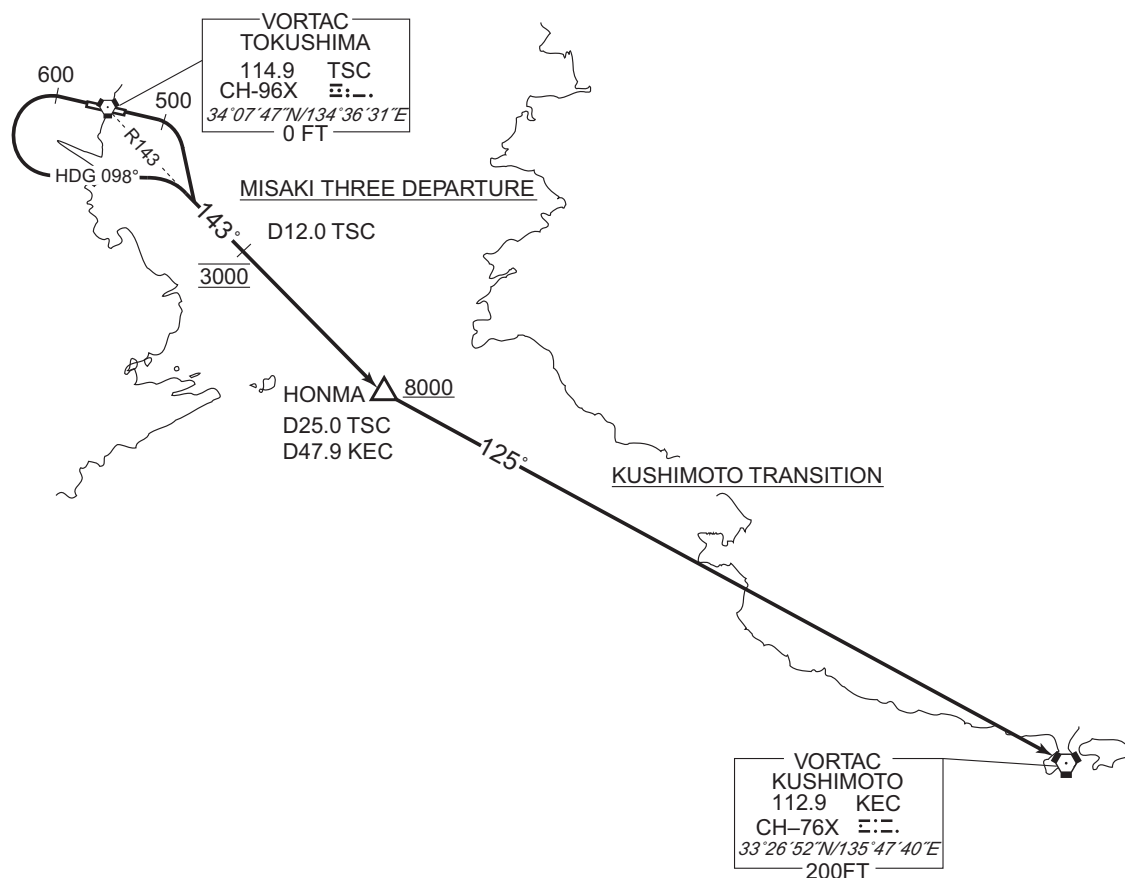 VORTAC
TOKUSHIMA
114.9 TSC
CH-96X
34°07´47˝N/134°36´31˝E
0 FT
600
500
R143
HDG 098°
MISAKI THREE DEPARTURE
143°
D12.0 TSC
3000
HONMA
8000
D25.0 TSC
D47.9 KEC
125°
KUSHIMOTO TRANSITION
VORTAC
KUSHIMOTO
112.9 KEC
CH–76X
33°26´52˝N/135°47´40˝E
200FT